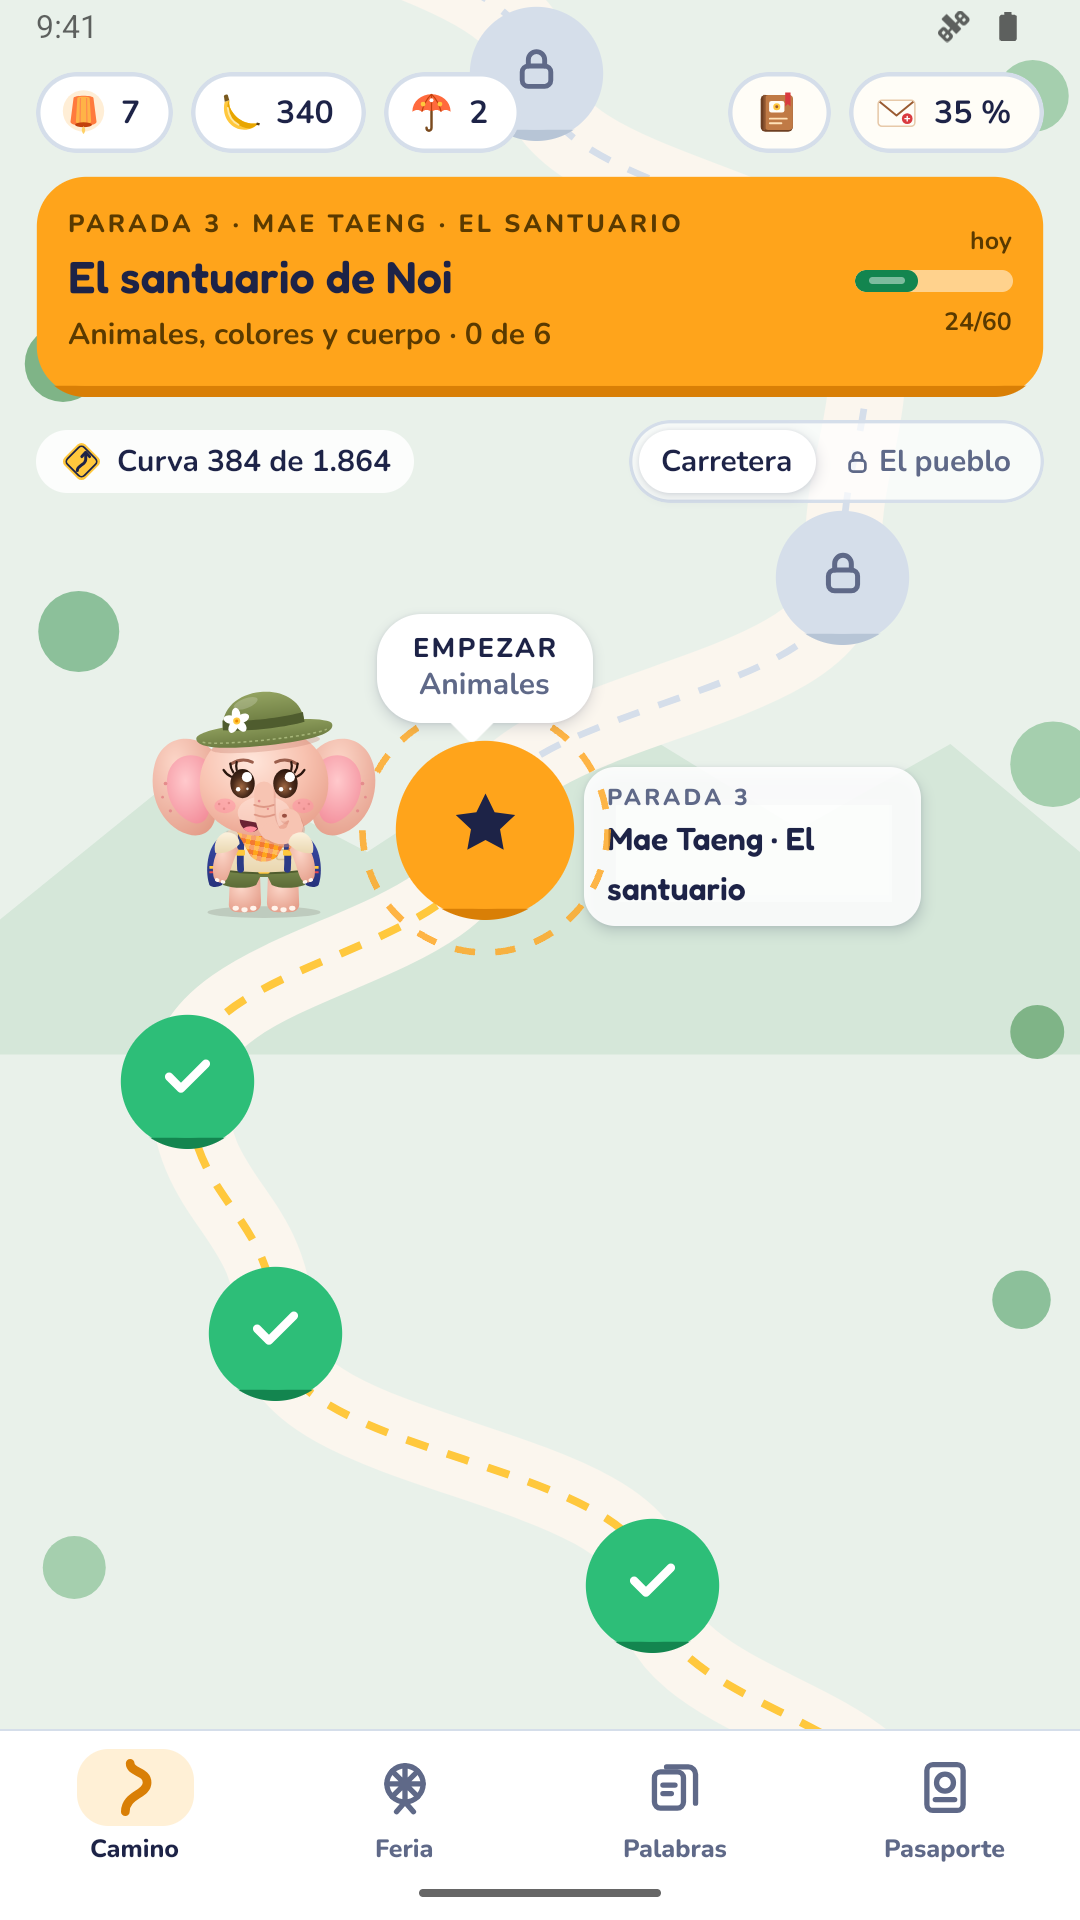 9:41
7
340
2
35 %
PARADA 3 · MAE TAENG · EL SANTUARIO
El santuario de Noi
Animales, colores y cuerpo · 0 de 6
hoy
24/60
Curva 384 de 1.864
Carretera
El pueblo
EMPEZAR
Animales
PARADA 3
Mae Taeng · El
santuario
Camino
Feria
Palabras
Pasaporte